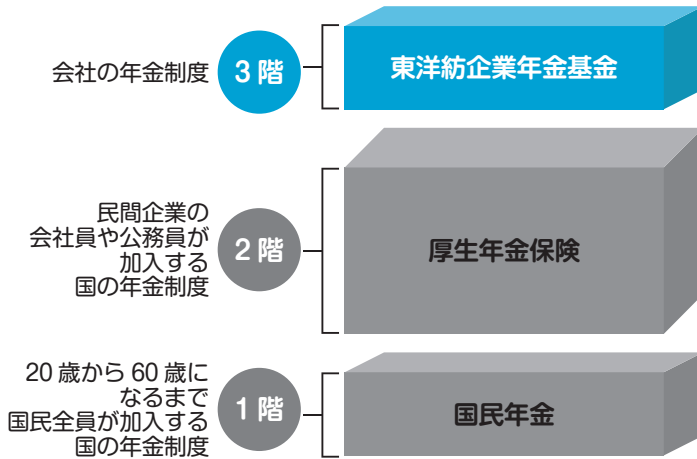 会社の年金制度
3階
東洋紡企業年金基金
民間企業の
会社員や公務員が
加入する
国の年金制度
2階
厚生年金保険
20歳から60歳に
なるまで
国民全員が加入する
国の年金制度
1階
国民年金